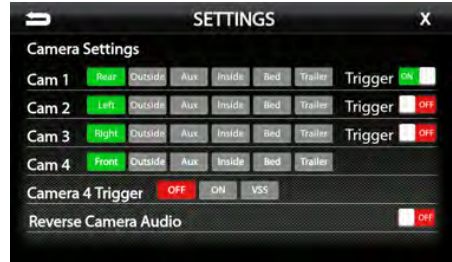 SETTINGS X
Camera Settings
Cam 1 Rear Outside Aux Inside Bed Trailer Trigger ON
Cam 2 Left Outside Aux Inside Bed Trailer Trigger OFF
Cam 3 Right Outside Aux Inside Bed Trailer Trigger OFF
Cam 4 Front Outside Aux Inside Bed Trailer
Camera 4 Trigger OFF ON VSS
Reverse Camera Audio OFF